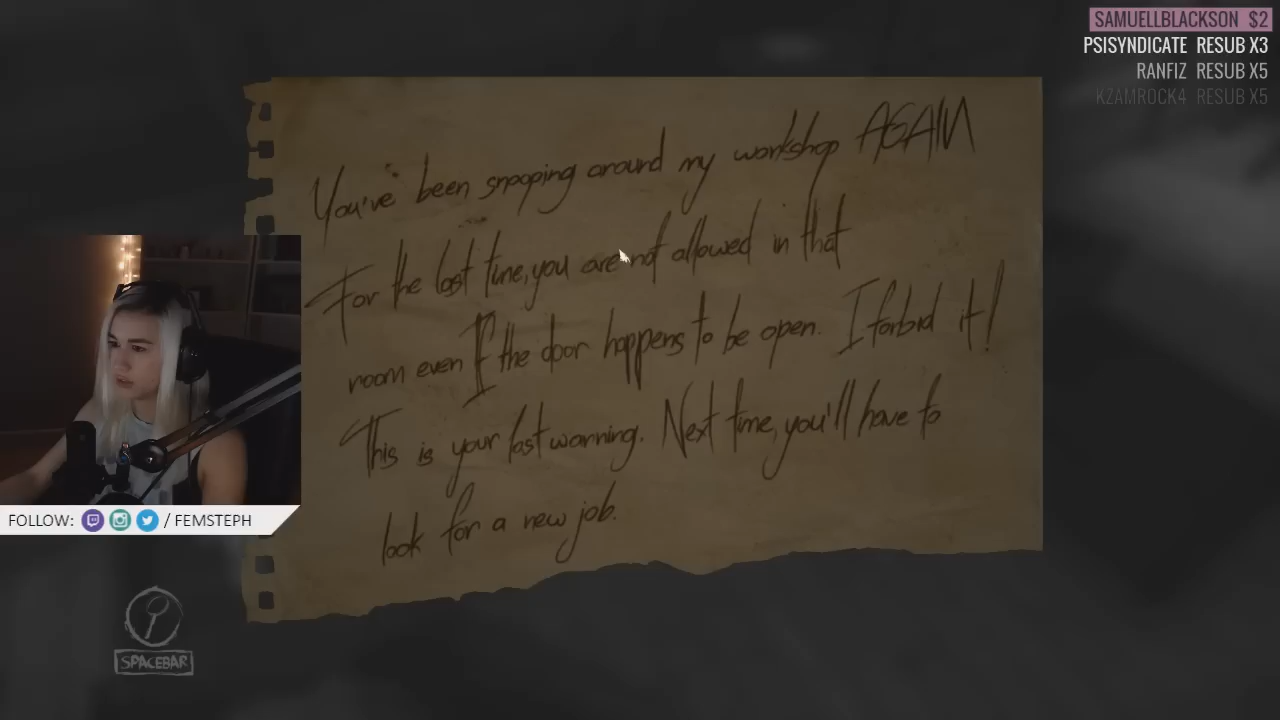 SAMUELLBLACKSON $2
PSISYNDICATE RESUB X3
RANFIZ RESUB X5
KZAMROCK4 RESUB X5
You've been snooping around my workshop AGAIN
For the last time, you are not allowed in that
room even If the door happens to be open. I forbid it!
This is your last warning. Next time, you'll have to
look for a new job.
FOLLOW: / FEMSTEPH
SPACEBAR